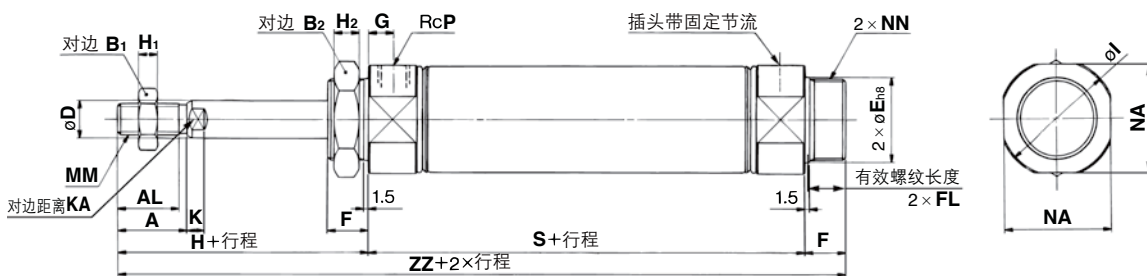 对边 B₁
H₁
对边 B₂
H₂
G
RcP
插头带固定节流
2×NN
øI
øD
2×øEh8
NA
MM
对边距离KA
AL
A
K
F
1.5
1.5
有效螺纹长度
2×FL
F
NA
H+行程
S+行程
ZZ+2×行程